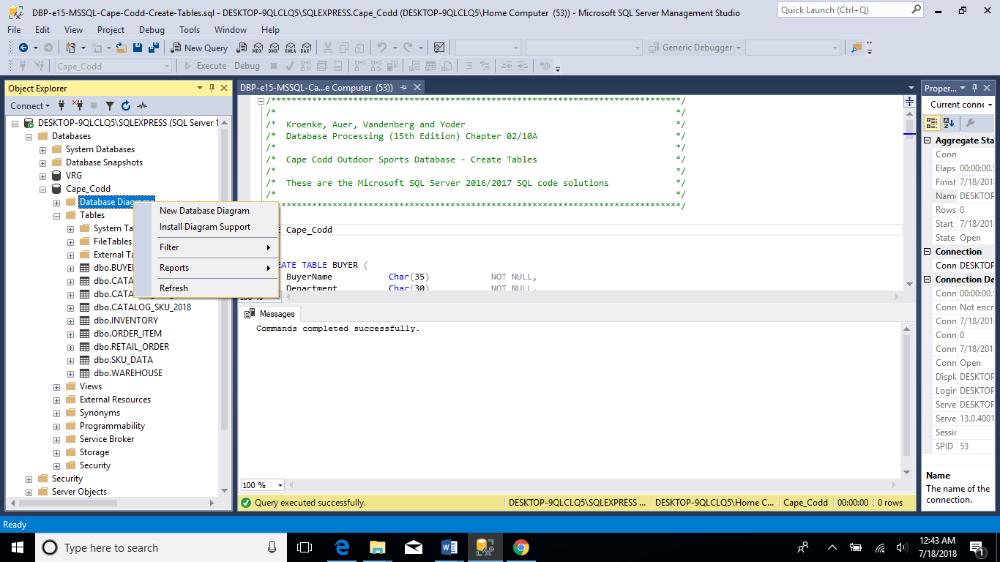 DBP-e15-MSSQL-Cape-Codd-Create-Tables.sql - DESKTOP-9QLCLQ5\SQLEXPRESS.Cape_Codd (DESKTOP-9QLCLQ5\Home Computer (53)) - Microsoft SQL Server Management Studio
Quick Launch (Ctrl+Q)
File Edit View Project Debug Tools Window Help
New Query MDX DMX XMLA DAX Generic Debugger
Cape_Codd Execute Debug
Object Explorer
Connect
DESKTOP-9QLCLQ5\SQLEXPRESS (SQL Server 1
Databases
System Databases
Database Snapshots
VRG
Cape_Codd
Database Diagrams
Tables
System Ta
FileTables
External Ta
dbo.BUYE
dbo.CATA
dbo.CATA
dbo.CATALOG_SKU_2018
dbo.INVENTORY
dbo.ORDER_ITEM
dbo.RETAIL_ORDER
dbo.SKU_DATA
dbo.WAREHOUSE
Views
External Resources
Synonyms
Programmability
Service Broker
Storage
Security
Security
Server Objects
New Database Diagram
Install Diagram Support
Filter
Reports
Refresh
DBP-e15-MSSQL-Ca...e Computer (53))
/********************************************************************************/
/* */
/* Kroenke, Auer, Vandenberg and Yoder */
/* Database Processing (15th Edition) Chapter 02/10A */
/* */
/* Cape Codd Outdoor Sports Database - Create Tables */
/* */
/* These are the Microsoft SQL Server 2016/2017 SQL code solutions */
/* */
********************************************************************************/
E Cape_Codd
EATE TABLE BUYER (
BuyerName Char(35) NOT NULL,
Department Char(30) NOT NULL,
100 %
Messages
Commands completed successfully.
100 %
Query executed successfully. DESKTOP-9QLCLQ5\SQLEXPRESS ... DESKTOP-9QLCLQ5\Home C... Cape_Codd 00:00:00 0 rows
Proper...
Current conne
Aggregate Sta
Conn
Elaps 00:00:00.5
Finish 7/18/201
Name DESKTOP
Rows 0
Start 7/18/201
State Open
Connection
Conn DESKTOP
Connection De
Conn 00:00:00.5
Conn Not encr
Conn 7/18/201
Conn 0
Conn 7/18/201
Conn Open
Displ DESKTOP
Login DESKTOP
Serve DESKTOP
Serve 13.0.4001
Sessic
SPID 53
Name
The name of the
connection.
Ready
Type here to search
12:43 AM
7/18/2018
1